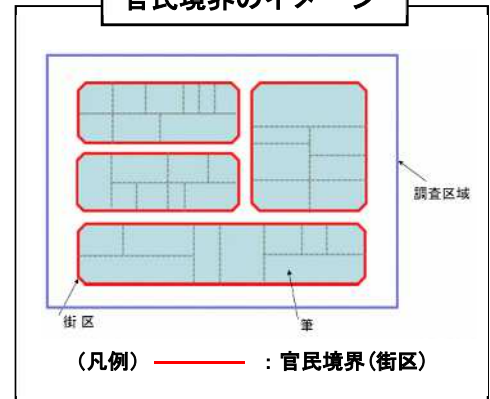 官民境界のイメージ
調査区域
街区
筆
(凡例) ——— : 官民境界(街区)